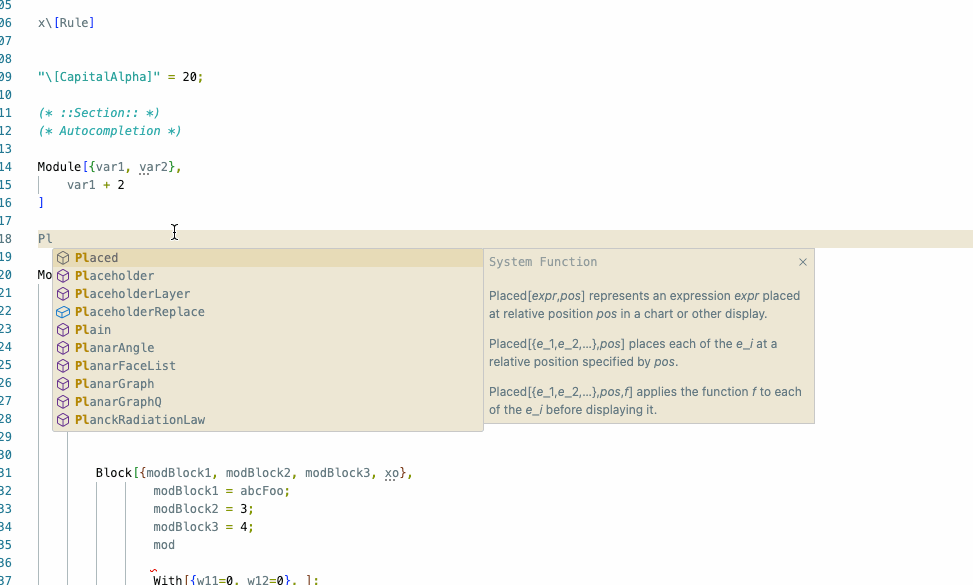 05
06 x\[Rule]
07
08
09 "\[CapitalAlpha]" = 20;
10
11 (* ::Section:: *)
12 (* Autocompletion *)
13
14 Module[{var1, var2},
15 var1 + 2
16 ]
17
18 Pl
19 Placed
20 Mo Placeholder
21 PlaceholderLayer
22 PlaceholderReplace
23 Plain
24 PlanarAngle
25 PlanarFaceList
26 PlanarGraph
27 PlanarGraphQ
28 PlanckRadiationLaw
System Function
Placed[expr,pos] represents an expression expr placed
at relative position pos in a chart or other display.
Placed[{e_1,e_2,…},pos] places each of the e_i at a
relative position specified by pos.
Placed[{e_1,e_2,…},pos,f] applies the function f to each
of the e_i before displaying it.
29
30
31 Block[{modBlock1, modBlock2, modBlock3, xo},
32 modBlock1 = abcFoo;
33 modBlock2 = 3;
34 modBlock3 = 4;
35 mod
36
37 With[{w11=0, w12=0}, ];